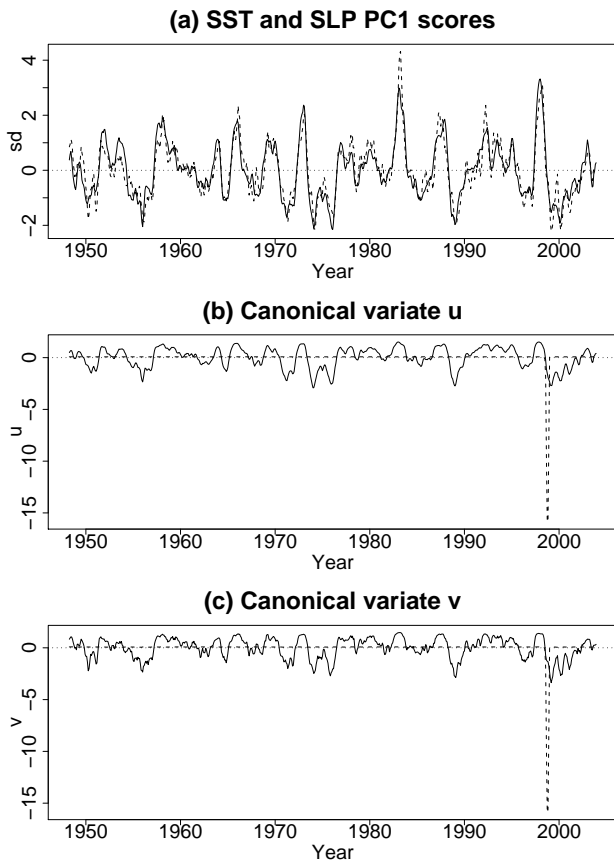 (a) SST and SLP PC1 scores
sd
4
2
0
−2
1950 1960 1970 1980 1990 2000
Year
(b) Canonical variate u
u
0
−5
−10
−15
1950 1960 1970 1980 1990 2000
Year
(c) Canonical variate v
v
0
−5
−10
−15
1950 1960 1970 1980 1990 2000
Year